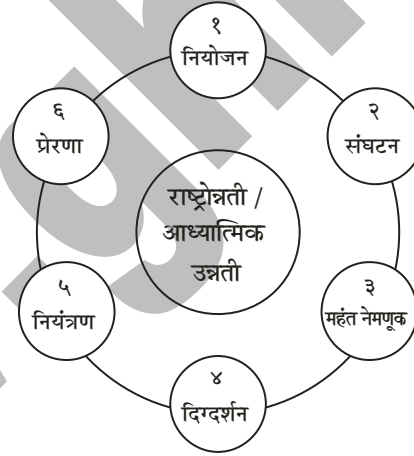 १
नियोजन
२
संघटन
३
महंत नेमणूक
४
दिग्दर्शन
५
नियंत्रण
६
प्रेरणा
राष्ट्रोन्नती /
आध्यात्मिक
उन्नती